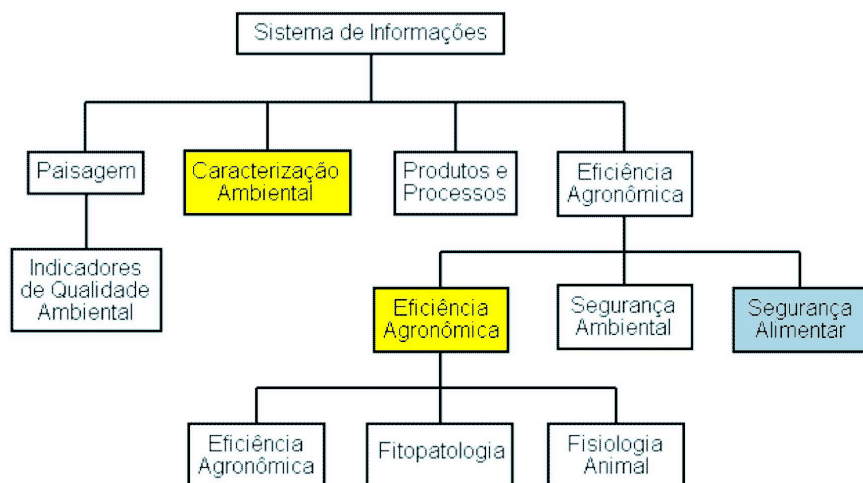 Sistema de Informações
Paisagem
Caracterização
Ambiental
Produtos e
Processos
Eficiência
Agronômica
Indicadores
de Qualidade
Ambiental
Eficiência
Agronômica
Segurança
Ambiental
Segurança
Alimentar
Eficiência
Agronômica
Fitopatologia
Fisiologia
Animal